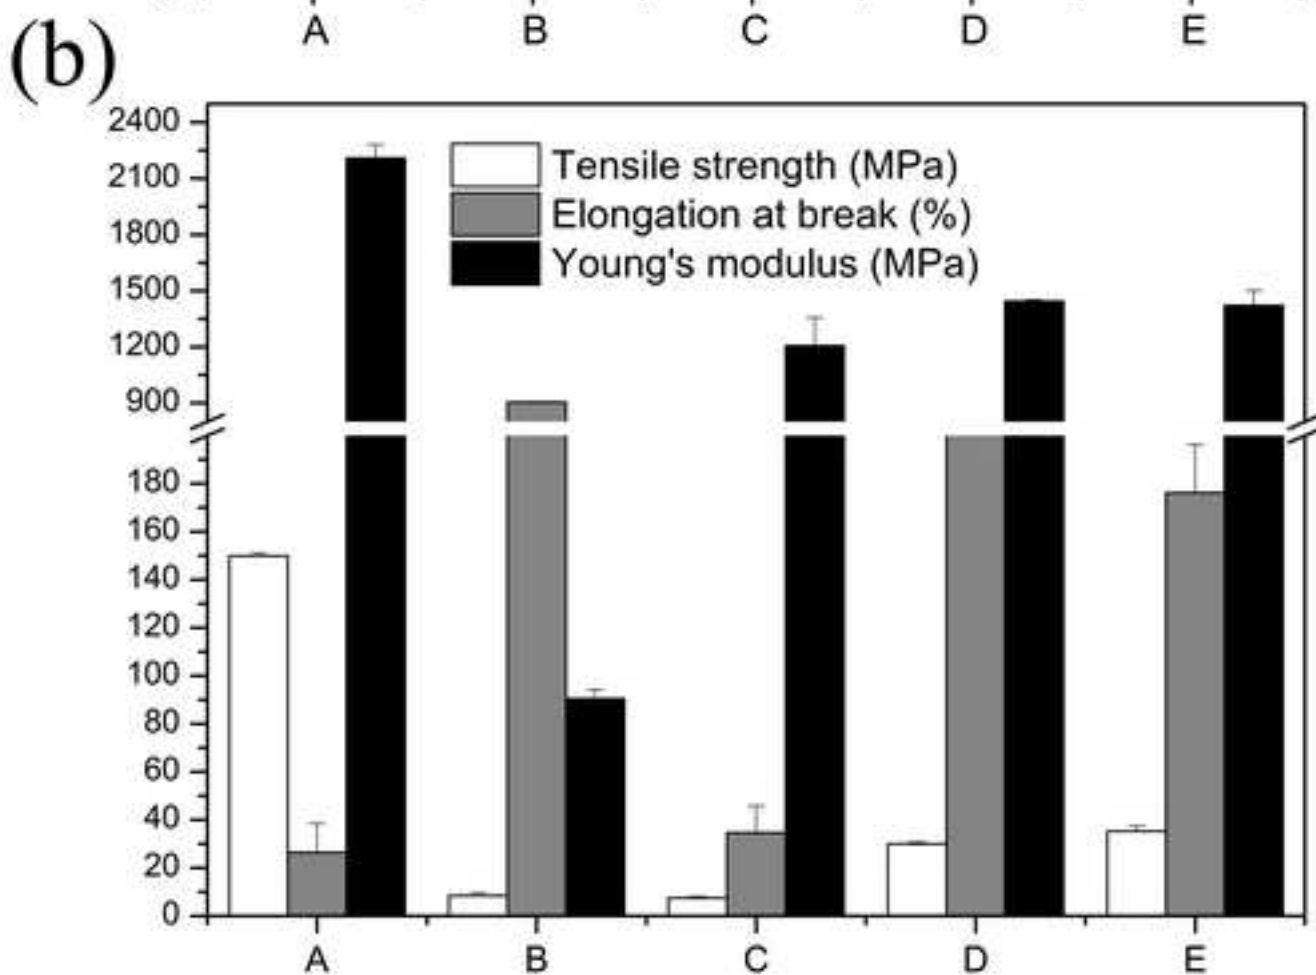 A B C D E
(b)
2400
2100
1800
1500
1200
900
180
160
140
120
100
80
60
40
20
0
Tensile strength (MPa)
Elongation at break (%)
Young's modulus (MPa)
A B C D E